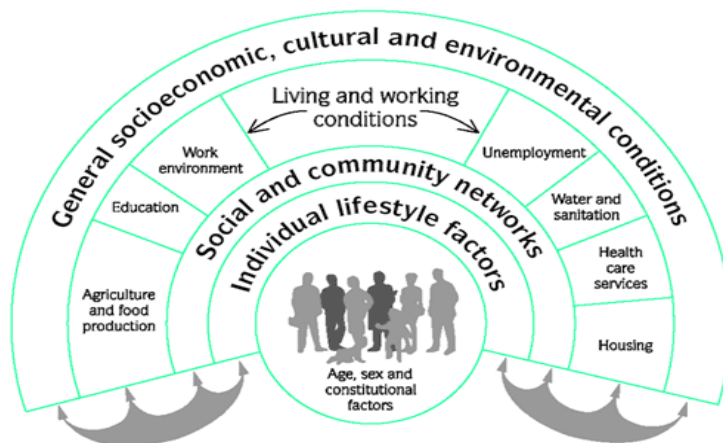 General socioeconomic, cultural and environmental conditions
Living and working
conditions
Work
environment
Unemployment
Education
Water and
sanitation
Social and community networks
Individual lifestyle factors
Health
care
services
Agriculture
and food
production
Housing
Age, sex and
constitutional
factors